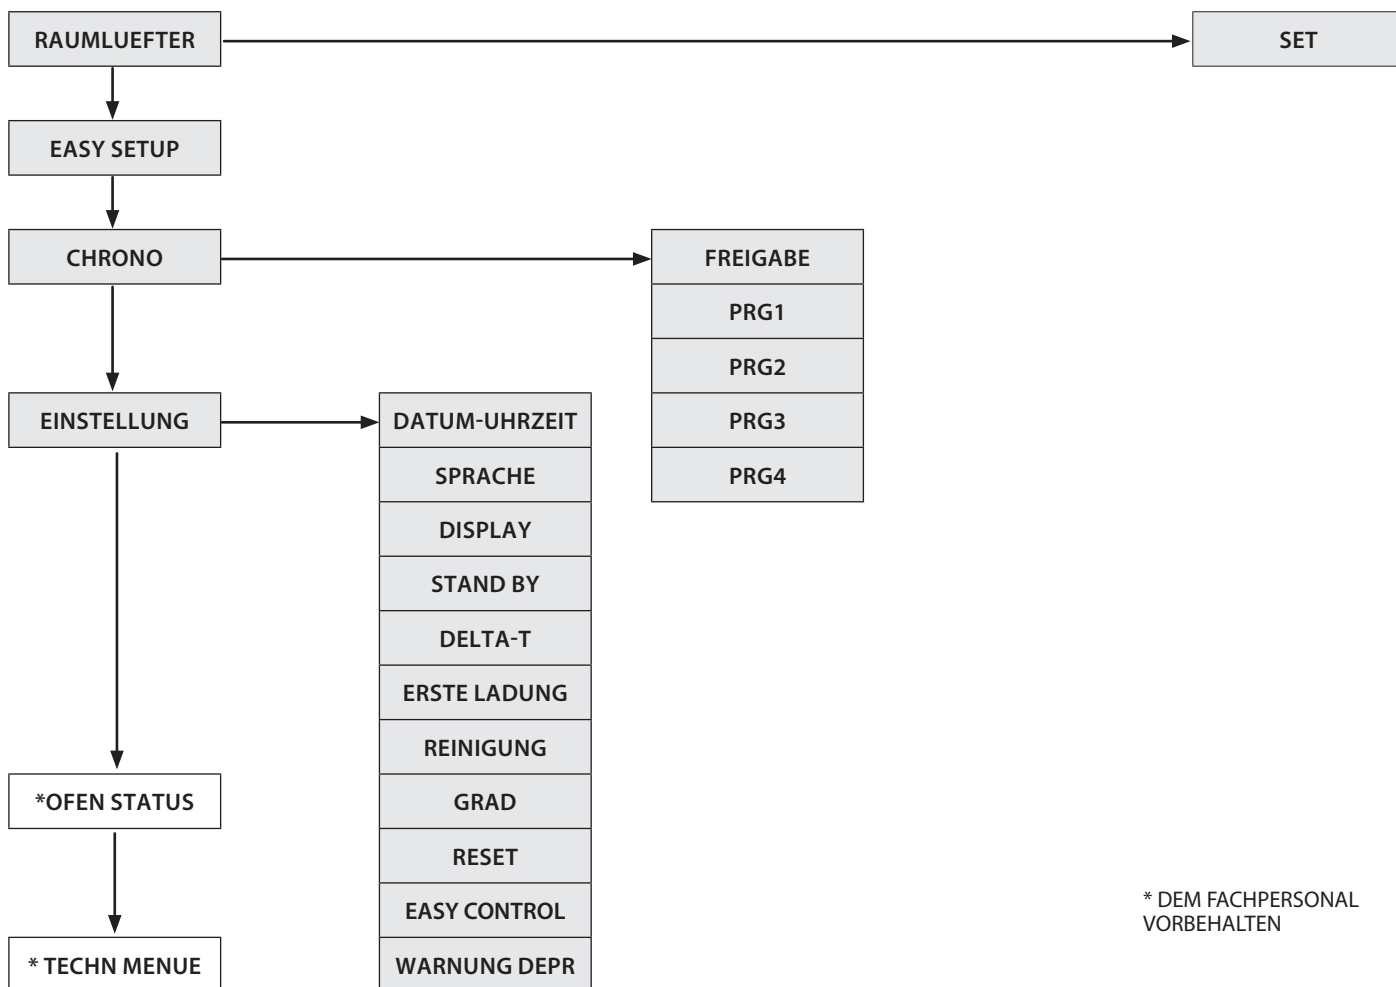 RAUMLUEFTER
SET
EASY SETUP
CHRONO
FREIGABE
PRG1
PRG2
PRG3
PRG4
EINSTELLUNG
DATUM-UHRZEIT
SPRACHE
DISPLAY
STAND BY
DELTA-T
ERSTE LADUNG
REINIGUNG
GRAD
RESET
EASY CONTROL
WARNUNG DEPR
*OFEN STATUS
* TECHN MENUE
* DEM FACHPERSONAL
VORBEHALTEN